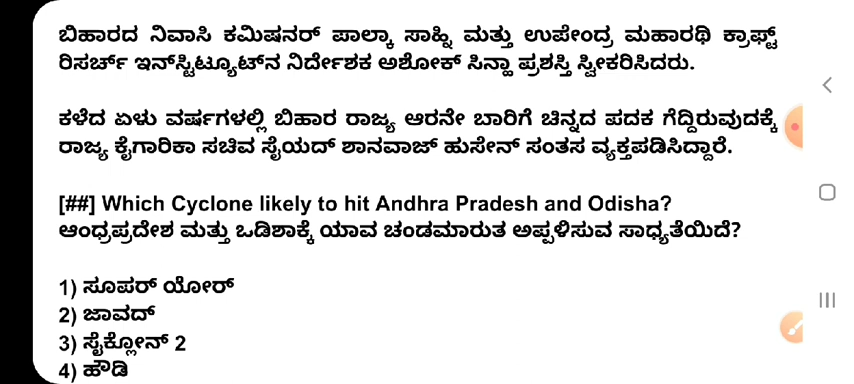 ಬಿಹಾರದ ನಿವಾಸಿ ಕಮಿಷನರ್ ಪಾಲ್ಕಾ ಸಾಹ್ನಿ ಮತ್ತು ಉಪೇಂದ್ರ ಮಹಾರಥಿ ಕ್ರಾಫ್ಟ್
ರಿಸರ್ಚ್ ಇನ್‌ಸ್ಟಿಟ್ಯೂಟ್‌ನ ನಿರ್ದೇಶಕ ಅಶೋಕ್ ಸಿನ್ಹಾ ಪ್ರಶಸ್ತಿ ಸ್ವೀಕರಿಸಿದರು.
ಕಳೆದ ಏಳು ವರ್ಷಗಳಲ್ಲಿ ಬಿಹಾರ ರಾಜ್ಯ ಆರನೇ ಬಾರಿಗೆ ಚಿನ್ನದ ಪದಕ ಗೆದ್ದಿರುವುದಕ್ಕೆ
ರಾಜ್ಯ ಕೈಗಾರಿಕಾ ಸಚಿವ ಸೈಯದ್ ಶಾನವಾಜ್ ಹುಸೇನ್ ಸಂತಸ ವ್ಯಕ್ತಪಡಿಸಿದ್ದಾರೆ.
[##] Which Cyclone likely to hit Andhra Pradesh and Odisha?
ಆಂಧ್ರಪ್ರದೇಶ ಮತ್ತು ಒಡಿಶಾಕ್ಕೆ ಯಾವ ಚಂಡಮಾರುತ ಅಪ್ಪಳಿಸುವ ಸಾಧ್ಯತೆಯಿದೆ?
1) ಸೂಪರ್ ಯೋರ್
2) ಜಾವದ್
3) ಸೈಕ್ಲೋನ್ 2
4) ಹೌಡಿ